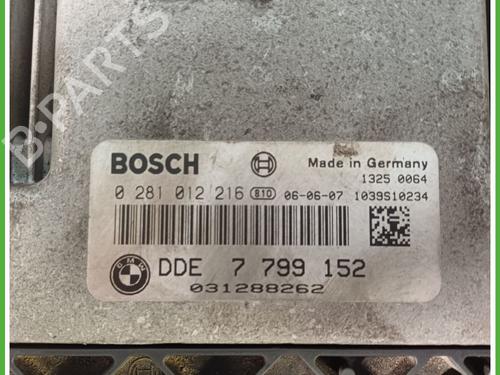 B-PARTS
BOSCH
Made in Germany
1325 0064
0 281 012 216 810 06-06-07 1039S10234
BMW
DDE 7 799 152
031288262